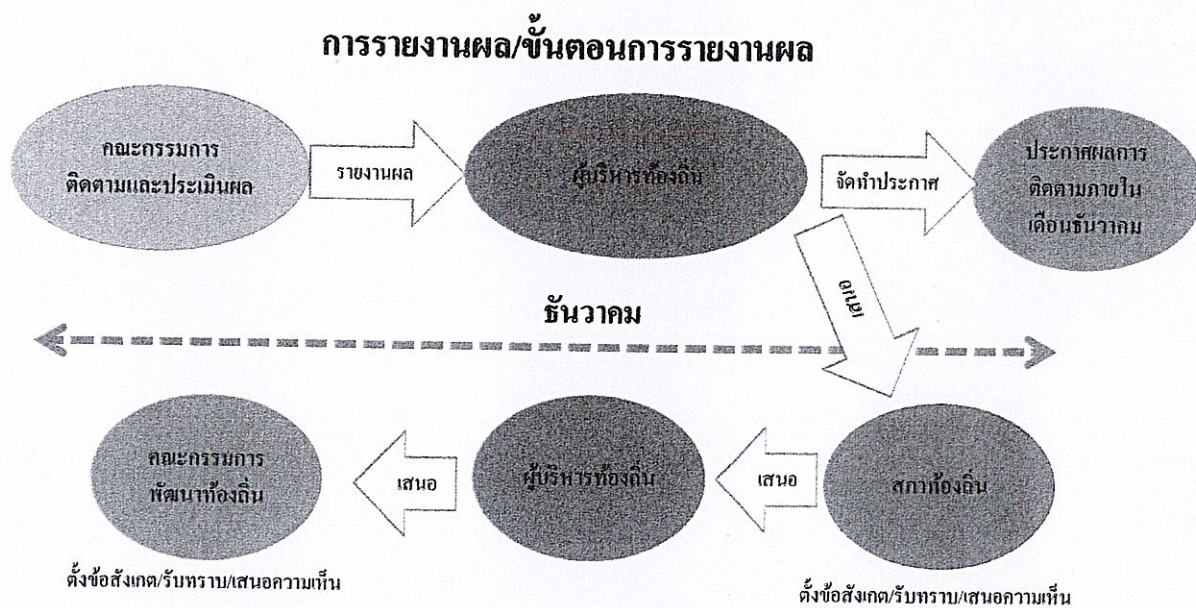 การรายงานผล/ขั้นตอนการรายงานผล
คณะกรรมการ
ติดตามและประเมินผล
รายงานผล
ผู้บริหารท้องถิ่น
จัดทำประกาศ
ประกาศผลการ
ติดตามภายใน
เดือนธันวาคม
เสนอ
ธันวาคม
คณะกรรมการ
พัฒนาท้องถิ่น
เสนอ
ผู้บริหารท้องถิ่น
เสนอ
สภาท้องถิ่น
ตั้งข้อสังเกต/รับทราบ/เสนอความเห็น
ตั้งข้อสังเกต/รับทราบ/เสนอความเห็น